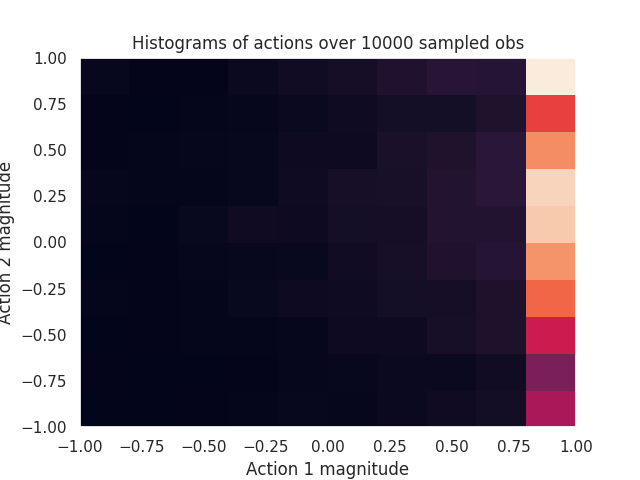 Histograms of actions over 10000 sampled obs
1.00
0.75
0.50
0.25
0.00
−0.25
−0.50
−0.75
−1.00
Action 2 magnitude
−1.00 −0.75 −0.50 −0.25 0.00 0.25 0.50 0.75 1.00
Action 1 magnitude